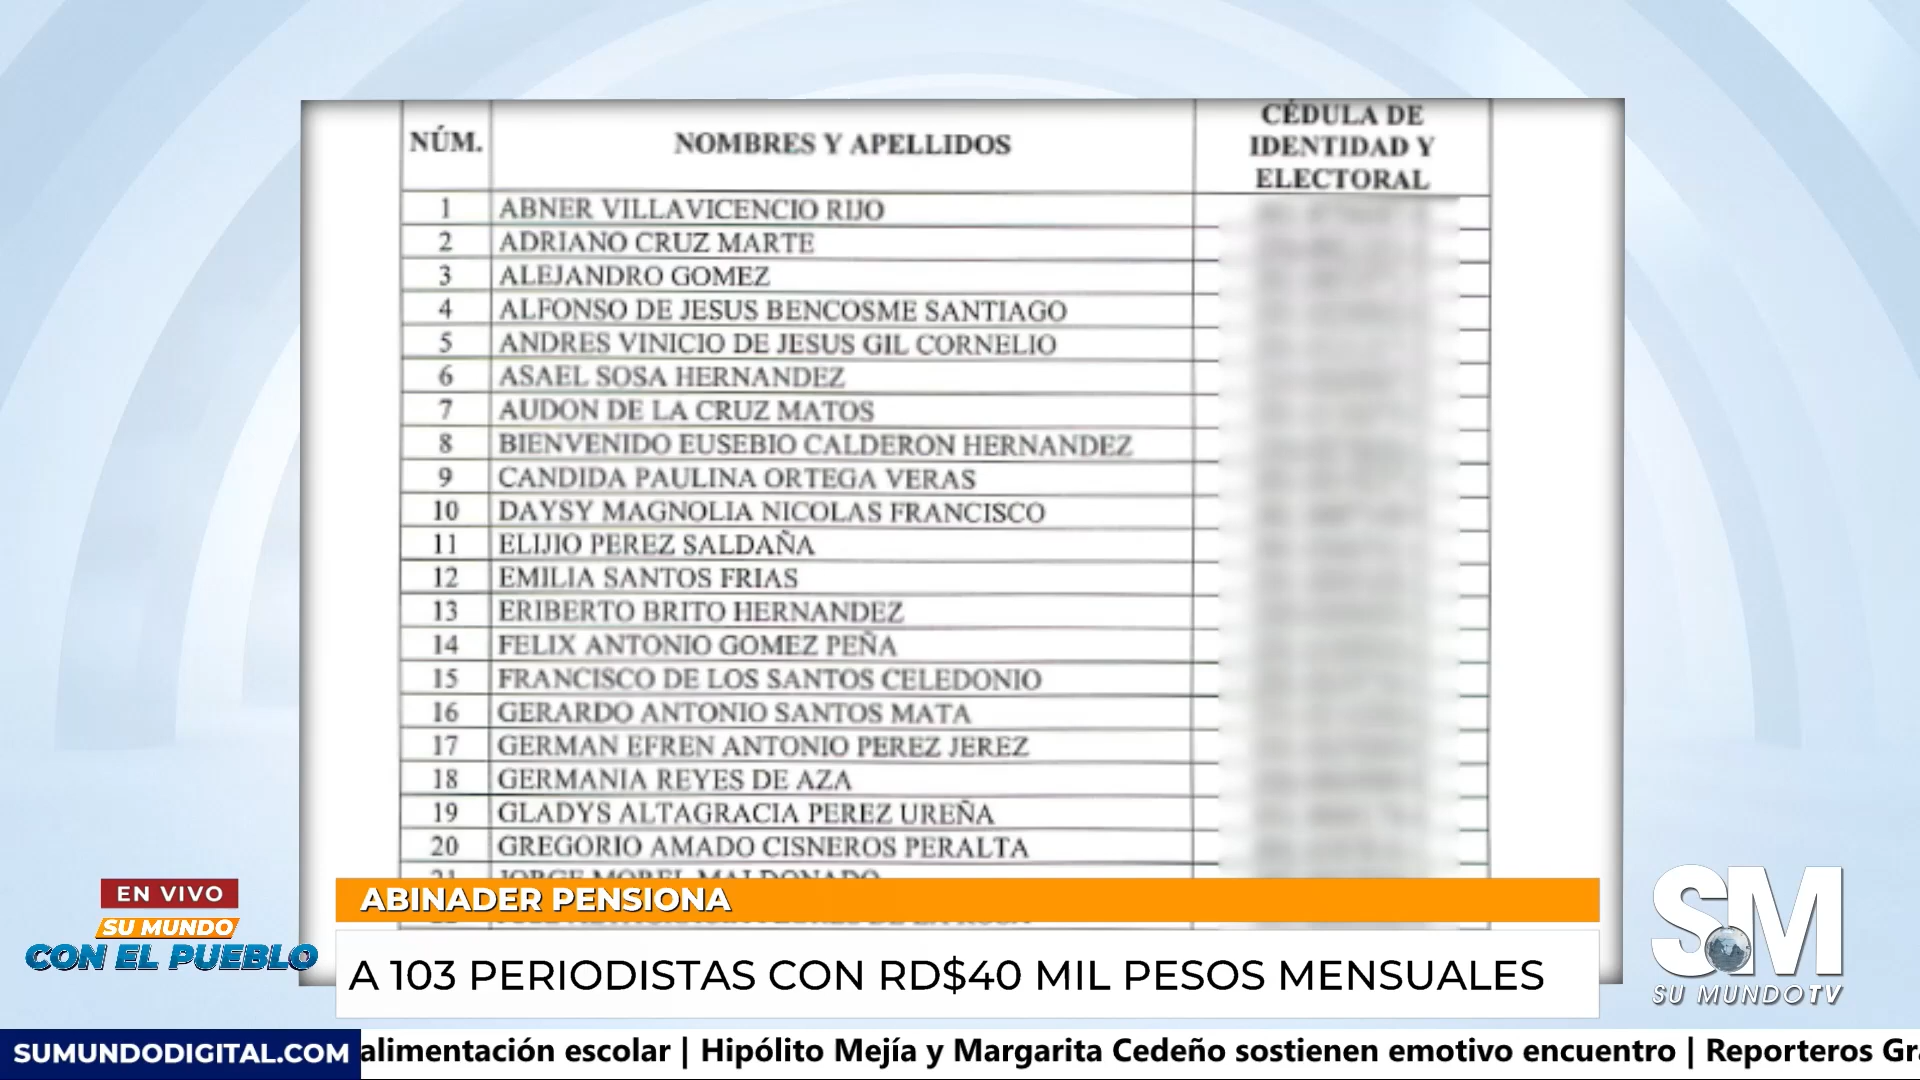 NÚM. NOMBRES Y APELLIDOS CÉDULA DE IDENTIDAD Y ELECTORAL
1 ABNER VILLAVICENCIO RIJO
2 ADRIANO CRUZ MARTE
3 ALEJANDRO GOMEZ
4 ALFONSO DE JESUS BENCOSME SANTIAGO
5 ANDRES VINICIO DE JESUS GIL CORNELIO
6 ASAEL SOSA HERNANDEZ
7 AUDON DE LA CRUZ MATOS
8 BIENVENIDO EUSEBIO CALDERON HERNANDEZ
9 CANDIDA PAULINA ORTEGA VERAS
10 DAYSY MAGNOLIA NICOLAS FRANCISCO
11 ELIJIO PEREZ SALDAÑA
12 EMILIA SANTOS FRIAS
13 ERIBERTO BRITO HERNANDEZ
14 FELIX ANTONIO GOMEZ PEÑA
15 FRANCISCO DE LOS SANTOS CELEDONIO
16 GERARDO ANTONIO SANTOS MATA
17 GERMAN EFREN ANTONIO PEREZ JEREZ
18 GERMANIA REYES DE AZA
19 GLADYS ALTAGRACIA PEREZ UREÑA
20 GREGORIO AMADO CISNEROS PERALTA
21 JORGE MOREL MALDONADO
EN VIVO
SU MUNDO
CON EL PUEBLO
ABINADER PENSIONA
A 103 PERIODISTAS CON RD$40 MIL PESOS MENSUALES
SM
SU MUNDO TV
SUMUNDODIGITAL.COM
alimentación escolar | Hipólito Mejía y Margarita Cedeño sostienen emotivo encuentro | Reporteros Gr